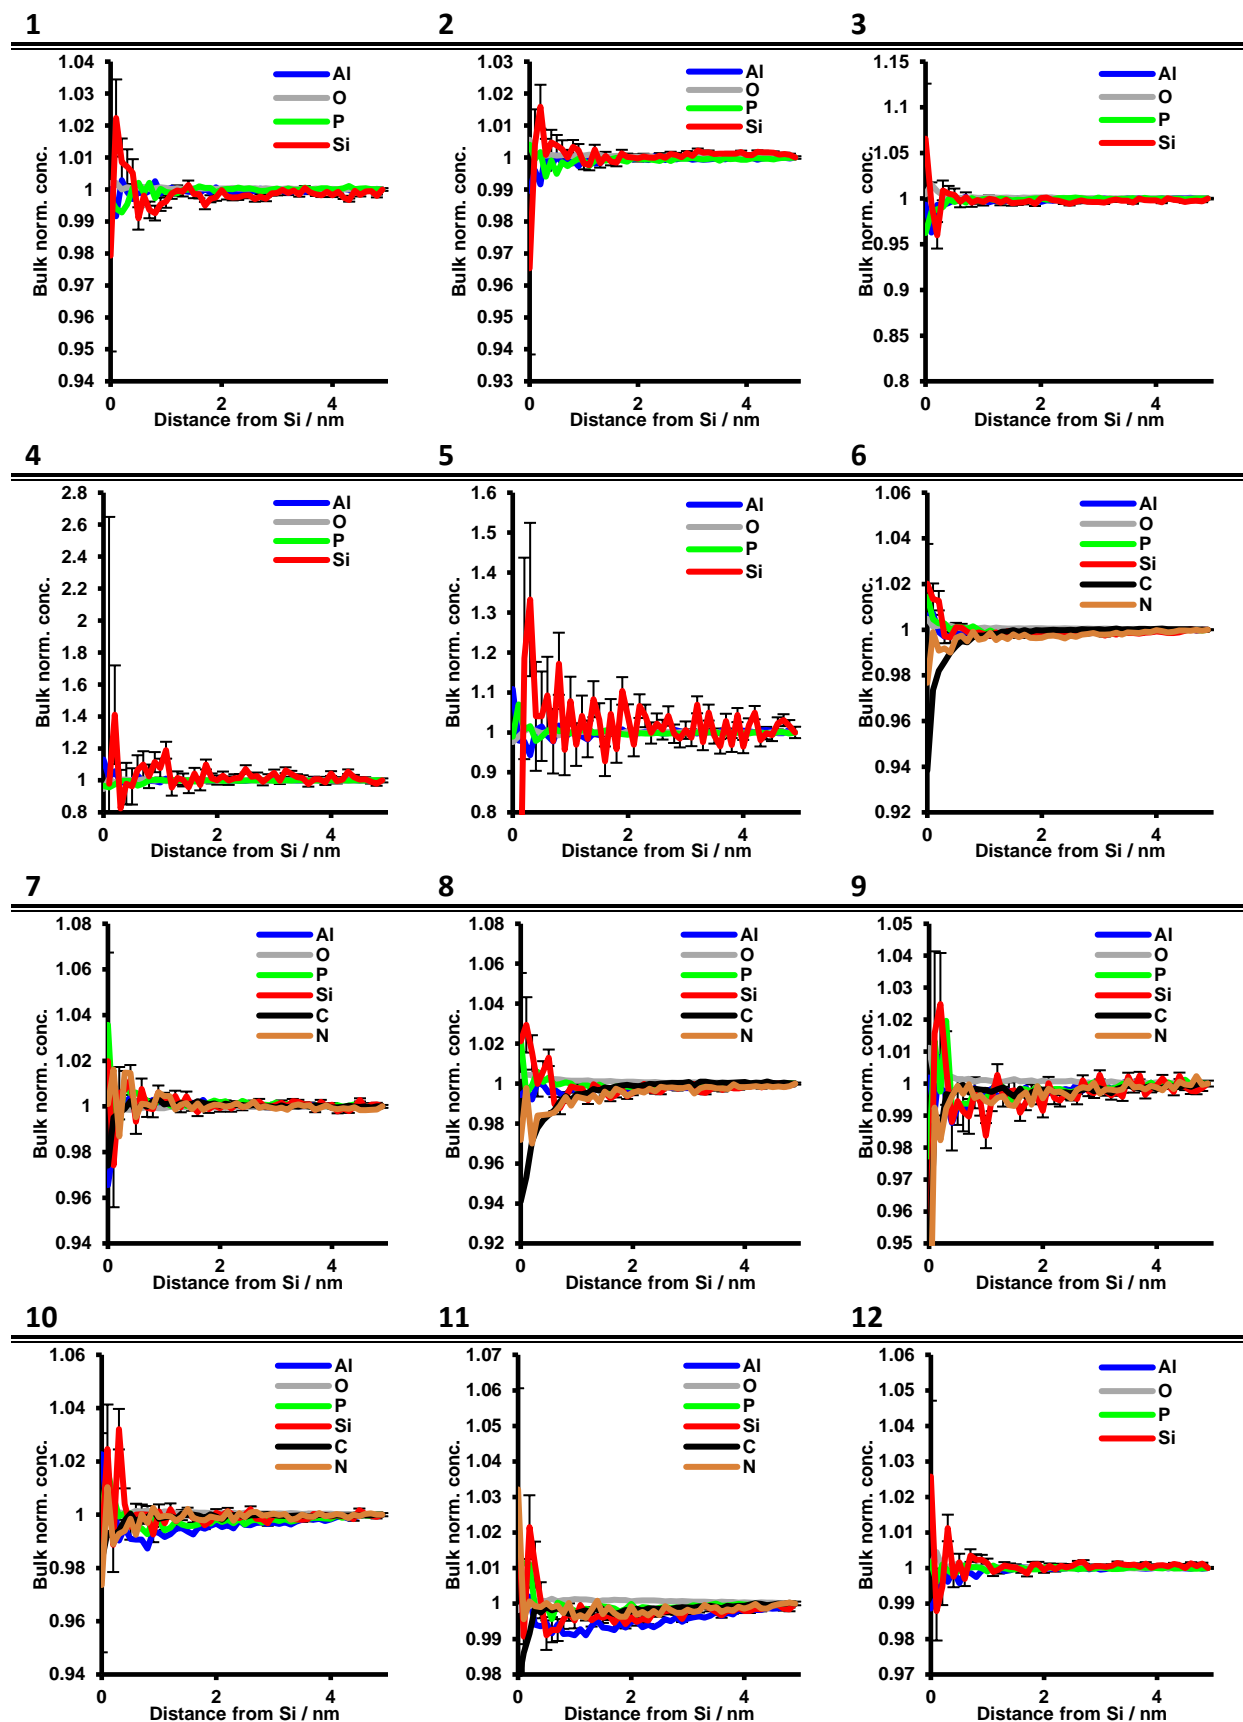 1
2
3
1.04
1.03
1.02
1.01
1
0.99
0.98
0.97
0.96
0.95
0.94
Bulk norm. conc.
Al
O
P
Si
0
2
4
Distance from Si / nm
1.03
1.02
1.01
1
0.99
0.98
0.97
0.96
0.95
0.94
0.93
Bulk norm. conc.
Al
O
P
Si
0
2
4
Distance from Si / nm
1.15
1.1
1.05
1
0.95
0.9
0.85
0.8
Bulk norm. conc.
Al
O
P
Si
0
2
4
Distance from Si / nm
4
5
6
2.8
2.6
2.4
2.2
2
1.8
1.6
1.4
1.2
1
0.8
Bulk norm. conc.
Al
O
P
Si
0
2
4
Distance from Si / nm
1.6
1.5
1.4
1.3
1.2
1.1
1
0.9
0.8
Bulk norm. conc.
Al
O
P
Si
0
2
4
Distance from Si / nm
1.06
1.04
1.02
1
0.98
0.96
0.94
0.92
Bulk norm. conc.
Al
O
P
Si
C
N
0
2
4
Distance from Si / nm
7
8
9
1.08
1.06
1.04
1.02
1
0.98
0.96
0.94
Bulk norm. conc.
Al
O
P
Si
C
N
0
2
4
Distance from Si / nm
1.08
1.06
1.04
1.02
1
0.98
0.96
0.94
0.92
Bulk norm. conc.
Al
O
P
Si
C
N
0
2
4
Distance from Si / nm
1.05
1.04
1.03
1.02
1.01
1
0.99
0.98
0.97
0.96
0.95
Bulk norm. conc.
Al
O
P
Si
C
N
0
2
4
Distance from Si / nm
10
11
12
1.06
1.04
1.02
1
0.98
0.96
0.94
Bulk norm. conc.
Al
O
P
Si
C
N
0
2
4
Distance from Si / nm
1.07
1.06
1.05
1.04
1.03
1.02
1.01
1
0.99
0.98
Bulk norm. conc.
Al
O
P
Si
C
N
0
2
4
Distance from Si / nm
1.06
1.05
1.04
1.03
1.02
1.01
1
0.99
0.98
0.97
Bulk norm. conc.
Al
O
P
Si
0
2
4
Distance from Si / nm